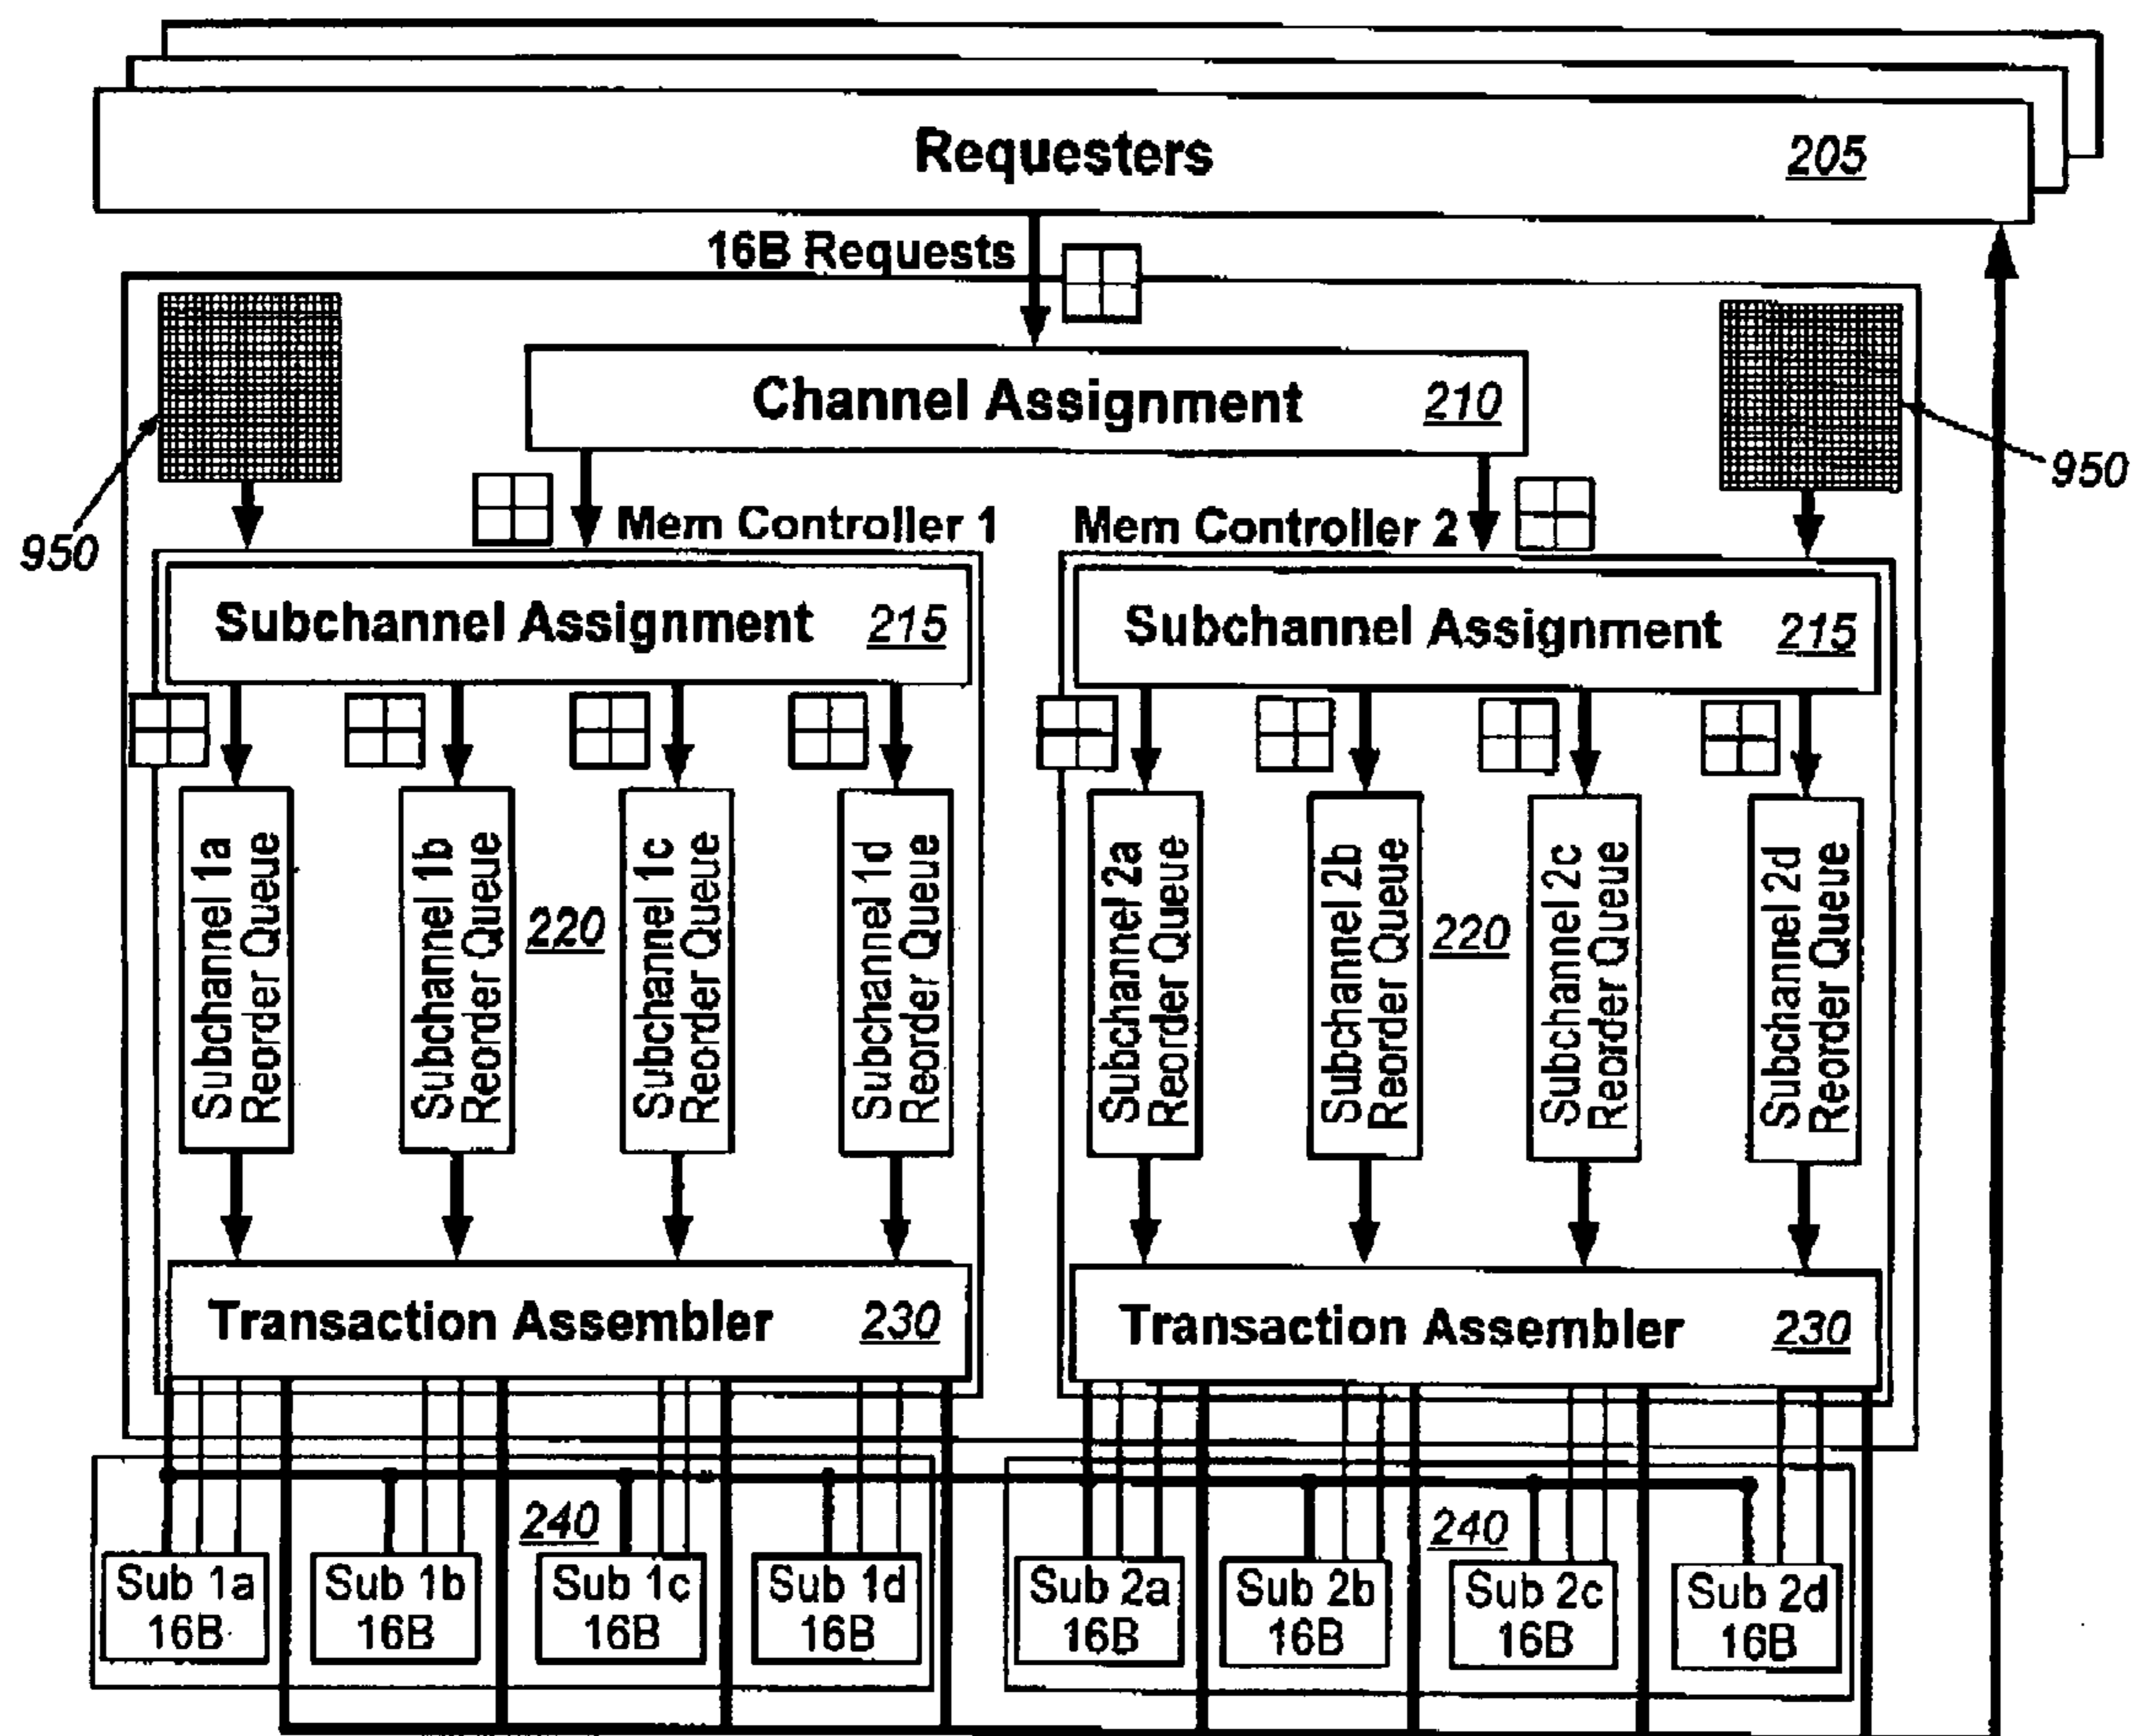 Requesters 205
16B Requests
Channel Assignment 210
950
950
Mem Controller 1
Mem Controller 2
Subchannel Assignment 215
Subchannel Assignment 215
Subchannel 1a
Reorder Queue
Subchannel 1b
Reorder Queue
220
Subchannel 1c
Reorder Queue
Subchannel 1d
Reorder Queue
Subchannel 2a
Reorder Queue
Subchannel 2b
Reorder Queue
220
Subchannel 2c
Reorder Queue
Subchannel 2d
Reorder Queue
Transaction Assembler 230
Transaction Assembler 230
240
240
Sub 1a
16B
Sub 1b
16B
Sub 1c
16B
Sub 1d
16B
Sub 2a
16B
Sub 2b
16B
Sub 2c
16B
Sub 2d
16B